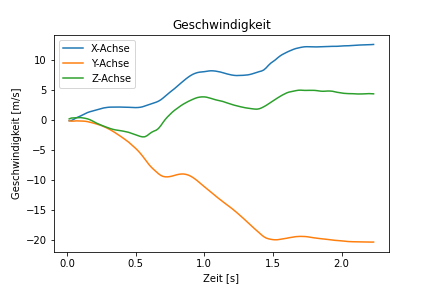 Geschwindigkeit
X-Achse
Y-Achse
Z-Achse
Geschwindigkeit [m/s]
10
5
0
−5
−10
−15
−20
0.0 0.5 1.0 1.5 2.0
Zeit [s]